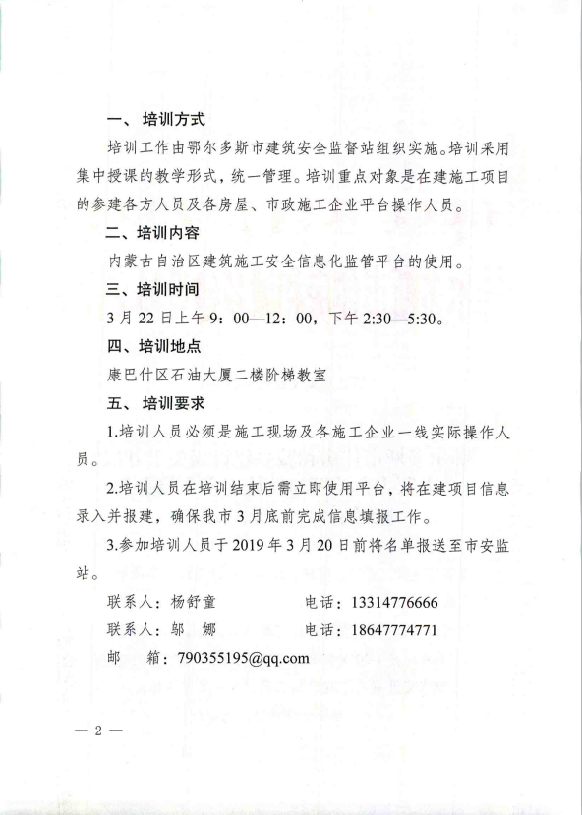 一、 培训方式
培训工作由鄂尔多斯市建筑安全监督站组织实施。培训采用
集中授课的教学形式，统一管理。培训重点对象是在建施工项目
的参建各方人员及各房屋、市政施工企业平台操作人员。
二、培训内容
内蒙古自治区建筑施工安全信息化监管平台的使用。
三、培训时间
3 月 22 日上午 9：00—12：00，下午 2:30—5:30。
四、培训地点
康巴什区石油大厦二楼阶梯教室
五、 培训要求
1.培训人员必须是施工现场及各施工企业一线实际操作人
员。
2.培训人员在培训结束后需立即使用平台，将在建项目信息
录入并报建，确保我市 3 月底前完成信息填报工作。
3.参加培训人员于 2019 年 3 月 20 日前将名单报送至市安监
站。
联系人：杨舒童 电话：13314776666
联系人：邬 娜 电话：18647774771
邮 箱：790355195@qq.com
— 2 —